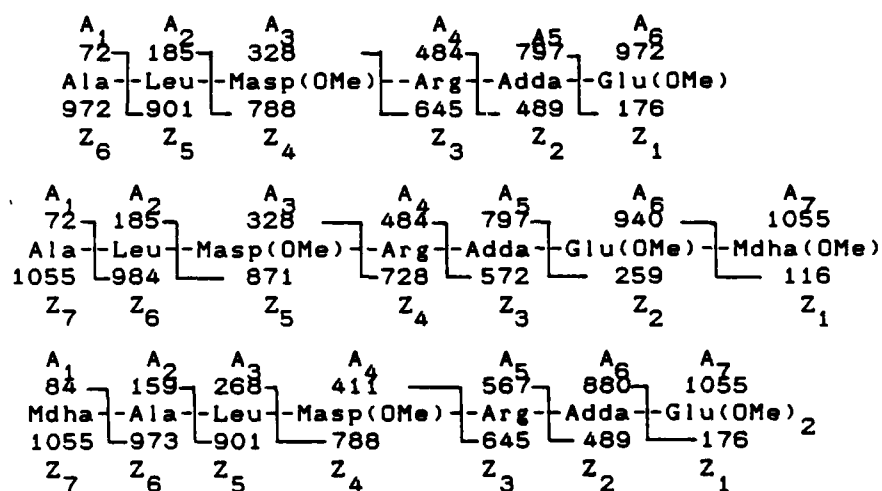 A1 A2 A3 A4 A5 A6
72 185 328 484 797 972
Ala--Leu--Masp(OMe)--Arg--Adda--Glu(OMe)
972 901 788 645 489 176
Z6 Z5 Z4 Z3 Z2 Z1
A1 A2 A3 A4 A5 A6 A7
72 185 328 484 797 940 1055
Ala--Leu--Masp(OMe)--Arg--Adda--Glu(OMe)--Mdha(OMe)
1055 984 871 728 572 259 116
Z7 Z6 Z5 Z4 Z3 Z2 Z1
A1 A2 A3 A4 A5 A6 A7
84 159 268 411 567 880 1055
Mdha--Ala--Leu--Masp(OMe)--Arg--Adda--Glu(OMe)2
1055 973 901 788 645 489 176
Z7 Z6 Z5 Z4 Z3 Z2 Z1